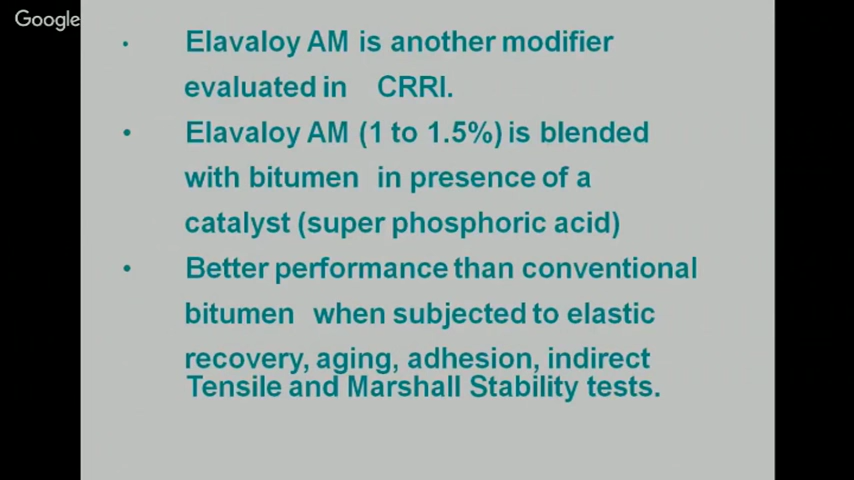 Google
• Elavaloy AM is another modifier
evaluated in CRRI.
• Elavaloy AM (1 to 1.5%) is blended
with bitumen in presence of a
catalyst (super phosphoric acid)
• Better performance than conventional
bitumen when subjected to elastic
recovery, aging, adhesion, indirect
Tensile and Marshall Stability tests.